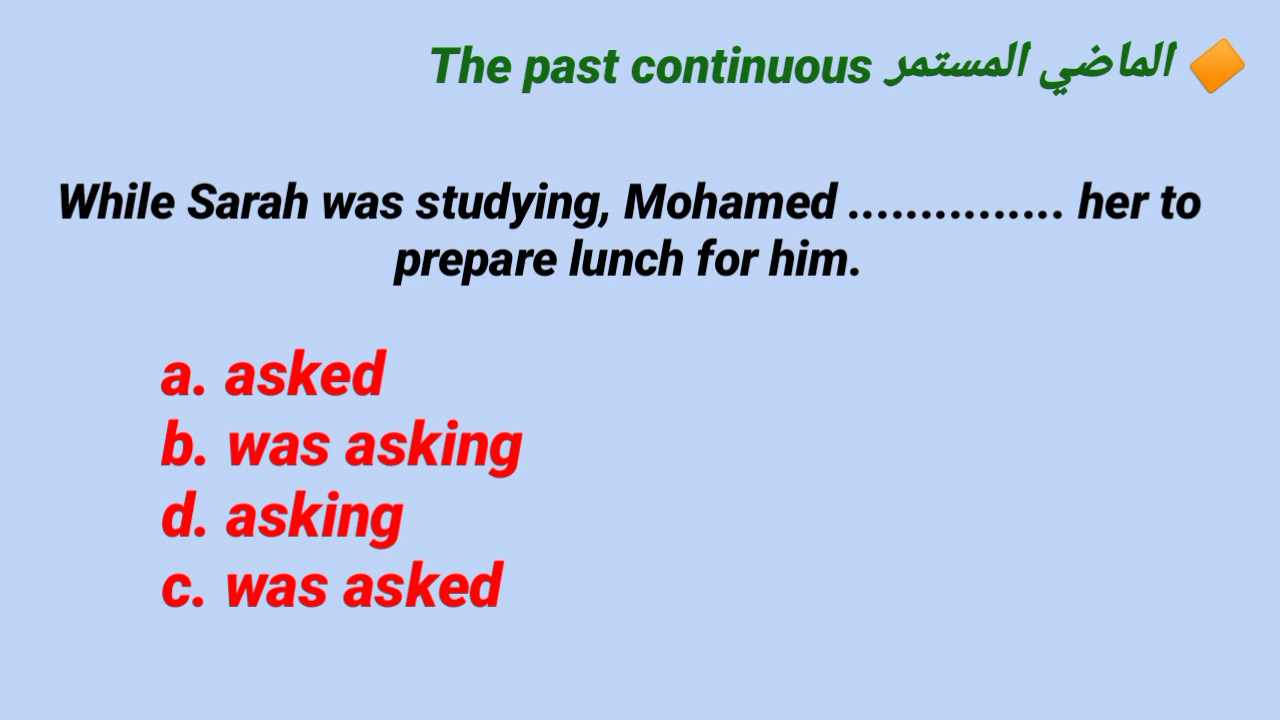 🔶 الماضي المستمر The past continuous
While Sarah was studying, Mohamed ............... her to
prepare lunch for him.
a. asked
b. was asking
d. asking
c. was asked